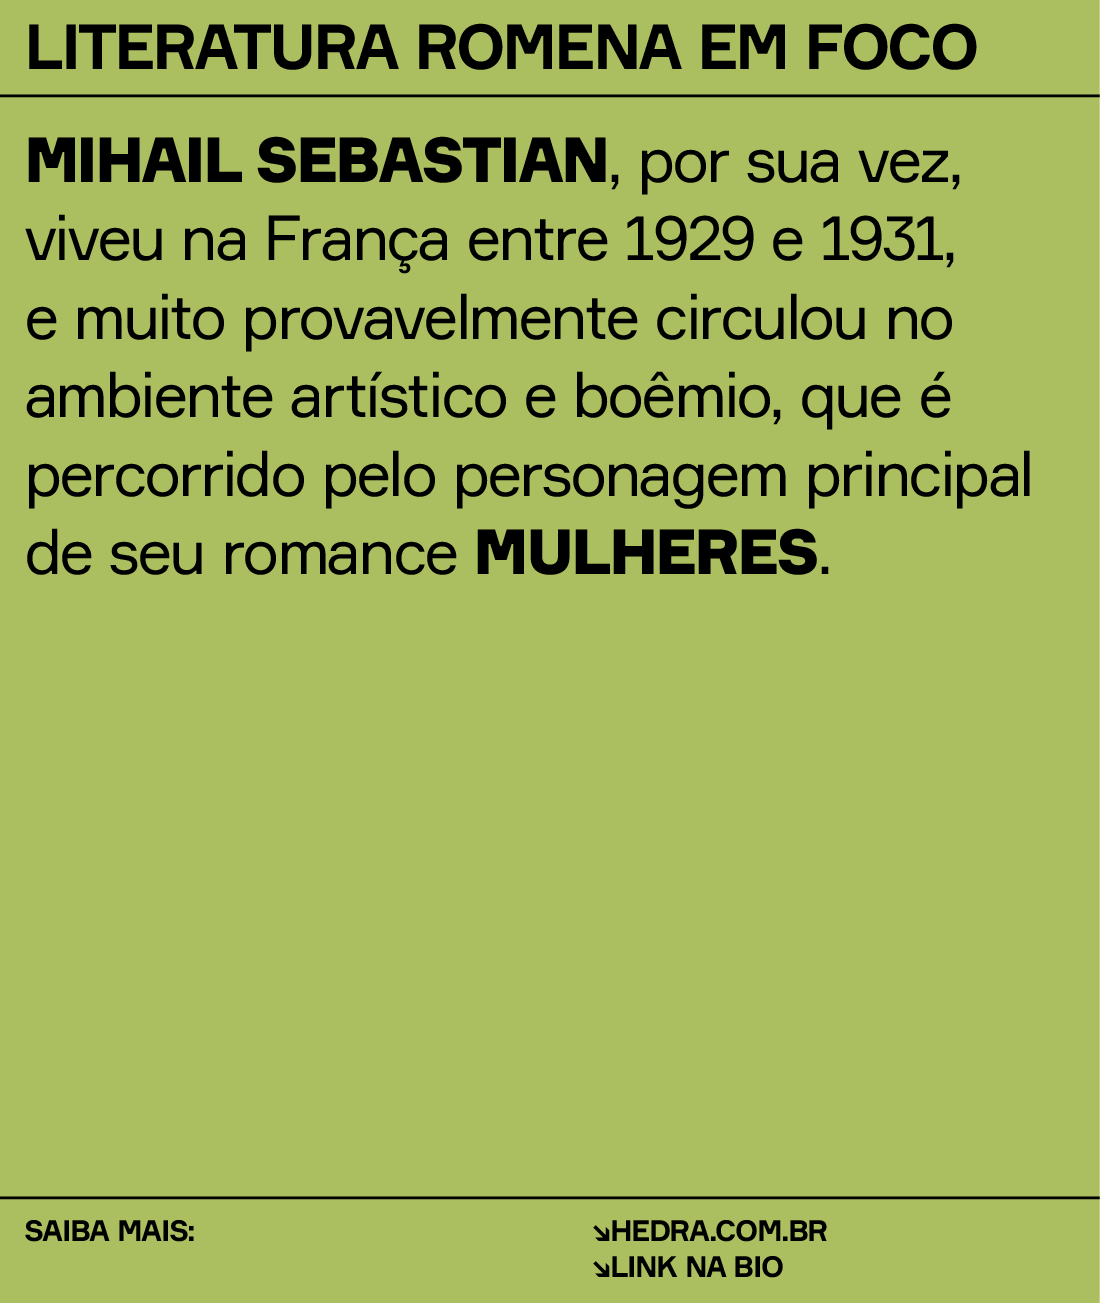 LITERATURA ROMENA EM FOCO
MIHAIL SEBASTIAN, por sua vez,
viveu na França entre 1929 e 1931,
e muito provavelmente circulou no
ambiente artístico e boêmio, que é
percorrido pelo personagem principal
de seu romance MULHERES.
SAIBA MAIS:
↘HEDRA.COM.BR
↘LINK NA BIO